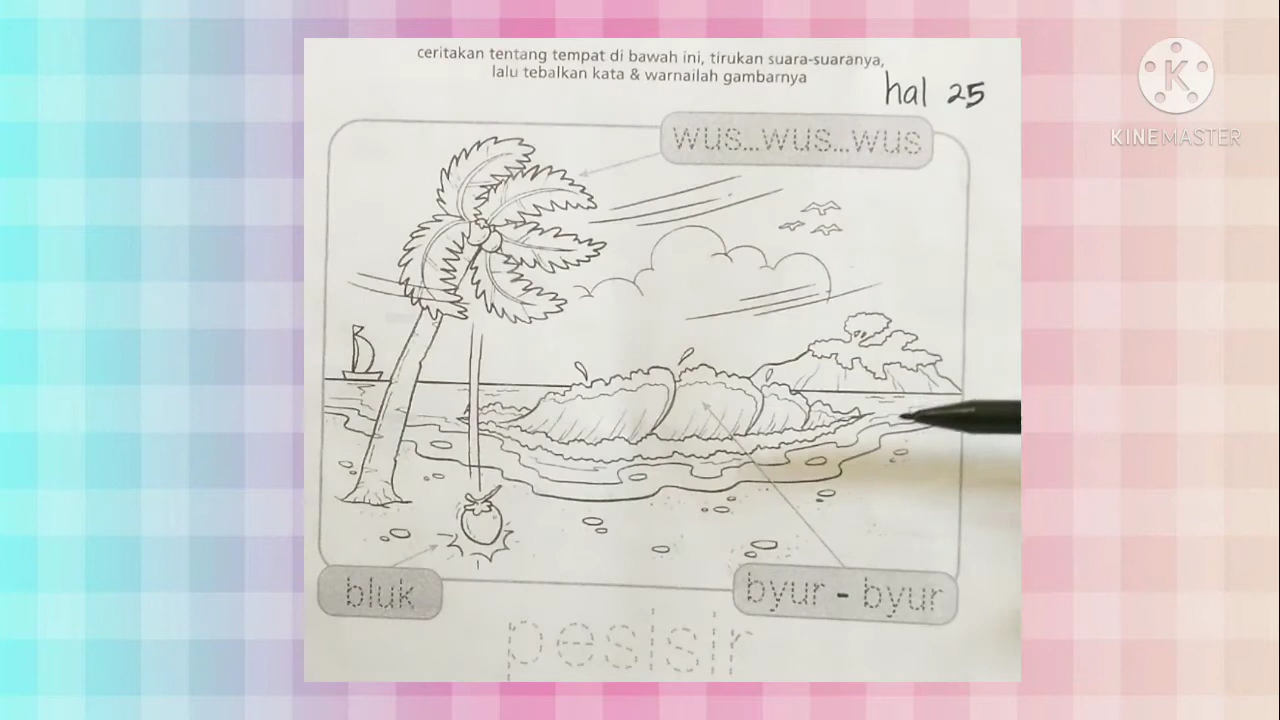 ceritakan tentang tempat di bawah ini, tirukan suara-suaranya,
lalu tebalkan kata & warnailah gambarnya
hal 25
K
KINEMASTER
wus...wus...wus
bluk
byur - byur
pesisir